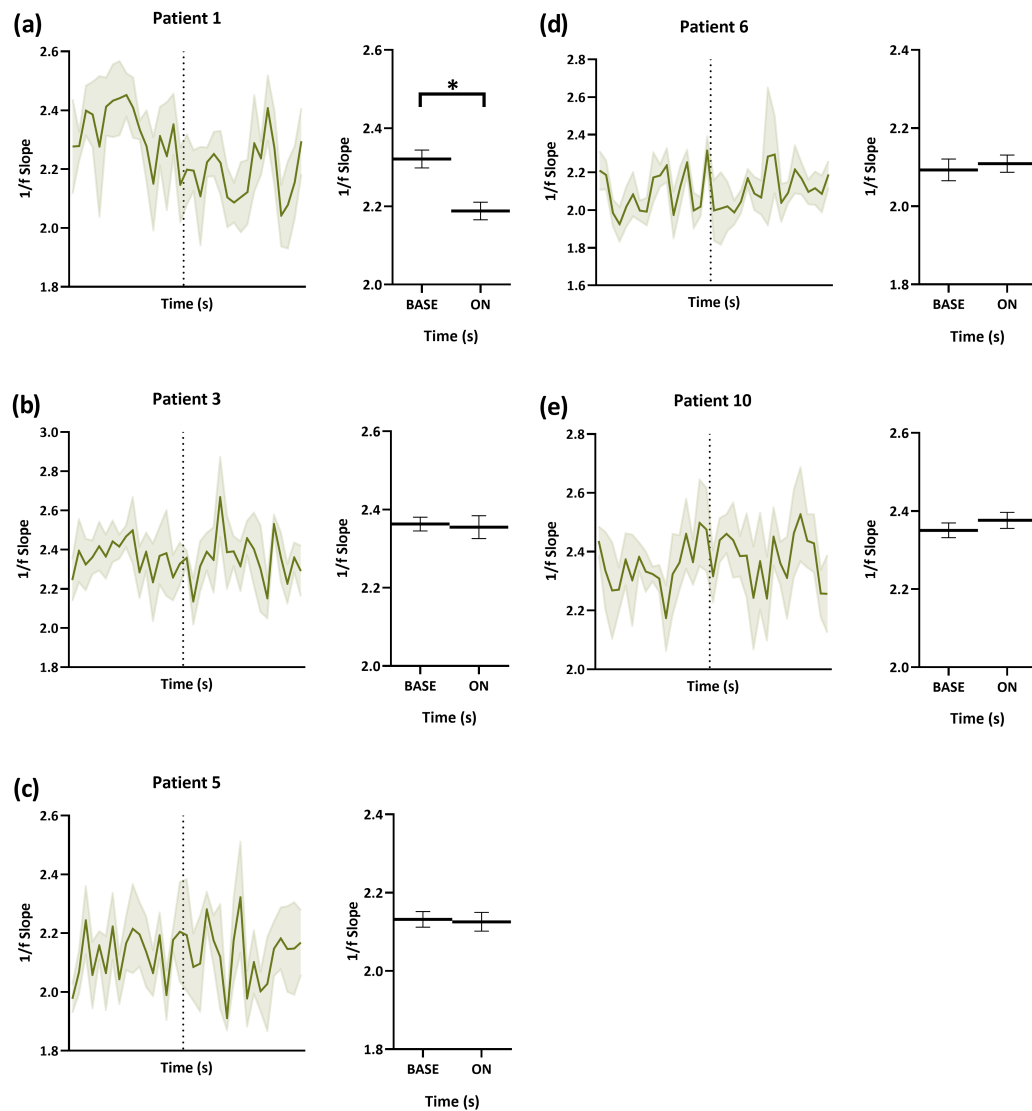 (a)
Patient 1
1/f Slope
2.6
2.4
2.2
2.0
Time (s)
1/f Slope
2.6
2.4
2.2
2.0
*
BASE ON
Time (s)
(b)
Patient 3
1/f Slope
3.0
2.8
2.6
2.4
2.2
2.0
1.8
Time (s)
1/f Slope
2.6
2.4
2.2
2.0
BASE ON
Time (s)
(c)
Patient 5
1/f Slope
2.6
2.4
2.2
2.0
1.8
Time (s)
1/f Slope
2.4
2.2
2.0
1.8
BASE ON
Time (s)
(d)
Patient 6
1/f Slope
2.8
2.6
2.4
2.2
2.0
1.8
1.6
Time (s)
1/f Slope
2.4
2.2
2.0
1.8
BASE ON
Time (s)
(e)
Patient 10
1/f Slope
2.8
2.6
2.4
2.2
2.0
Time (s)
1/f Slope
2.6
2.4
2.2
2.0
BASE ON
Time (s)